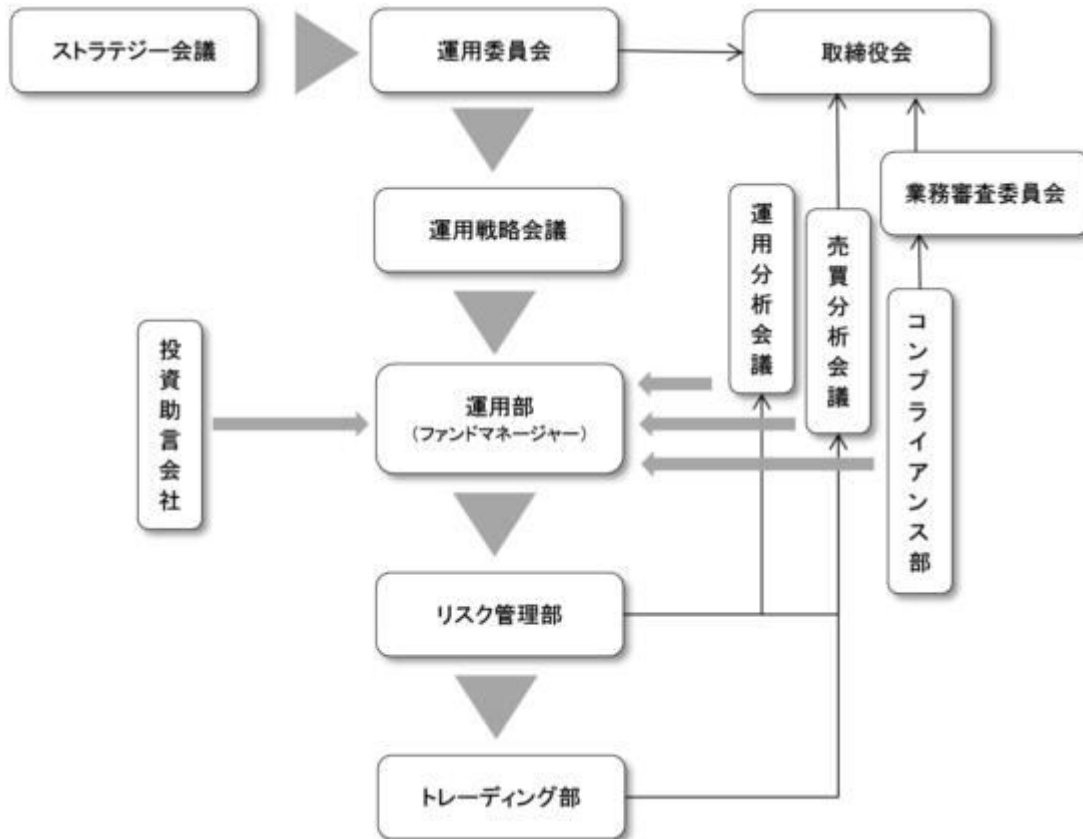 ストラテジー会議
運用委員会
取締役会
業務審査委員会
運用戦略会議
運用分析会議
売買分析会議
コンプライアンス部
投資助言会社
運用部
(ファンドマネージャー)
リスク管理部
トレーディング部